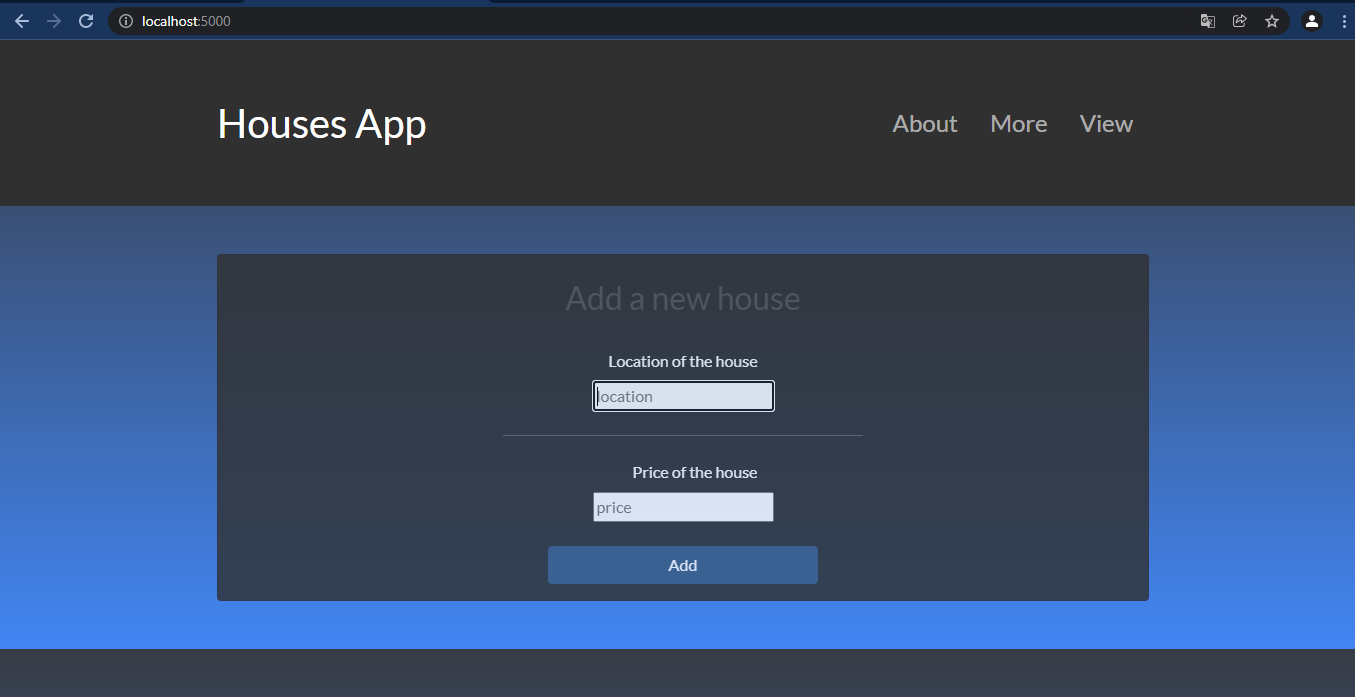 localhost:5000
Houses App
About More View
Add a new house
Location of the house
location
Price of the house
price
Add